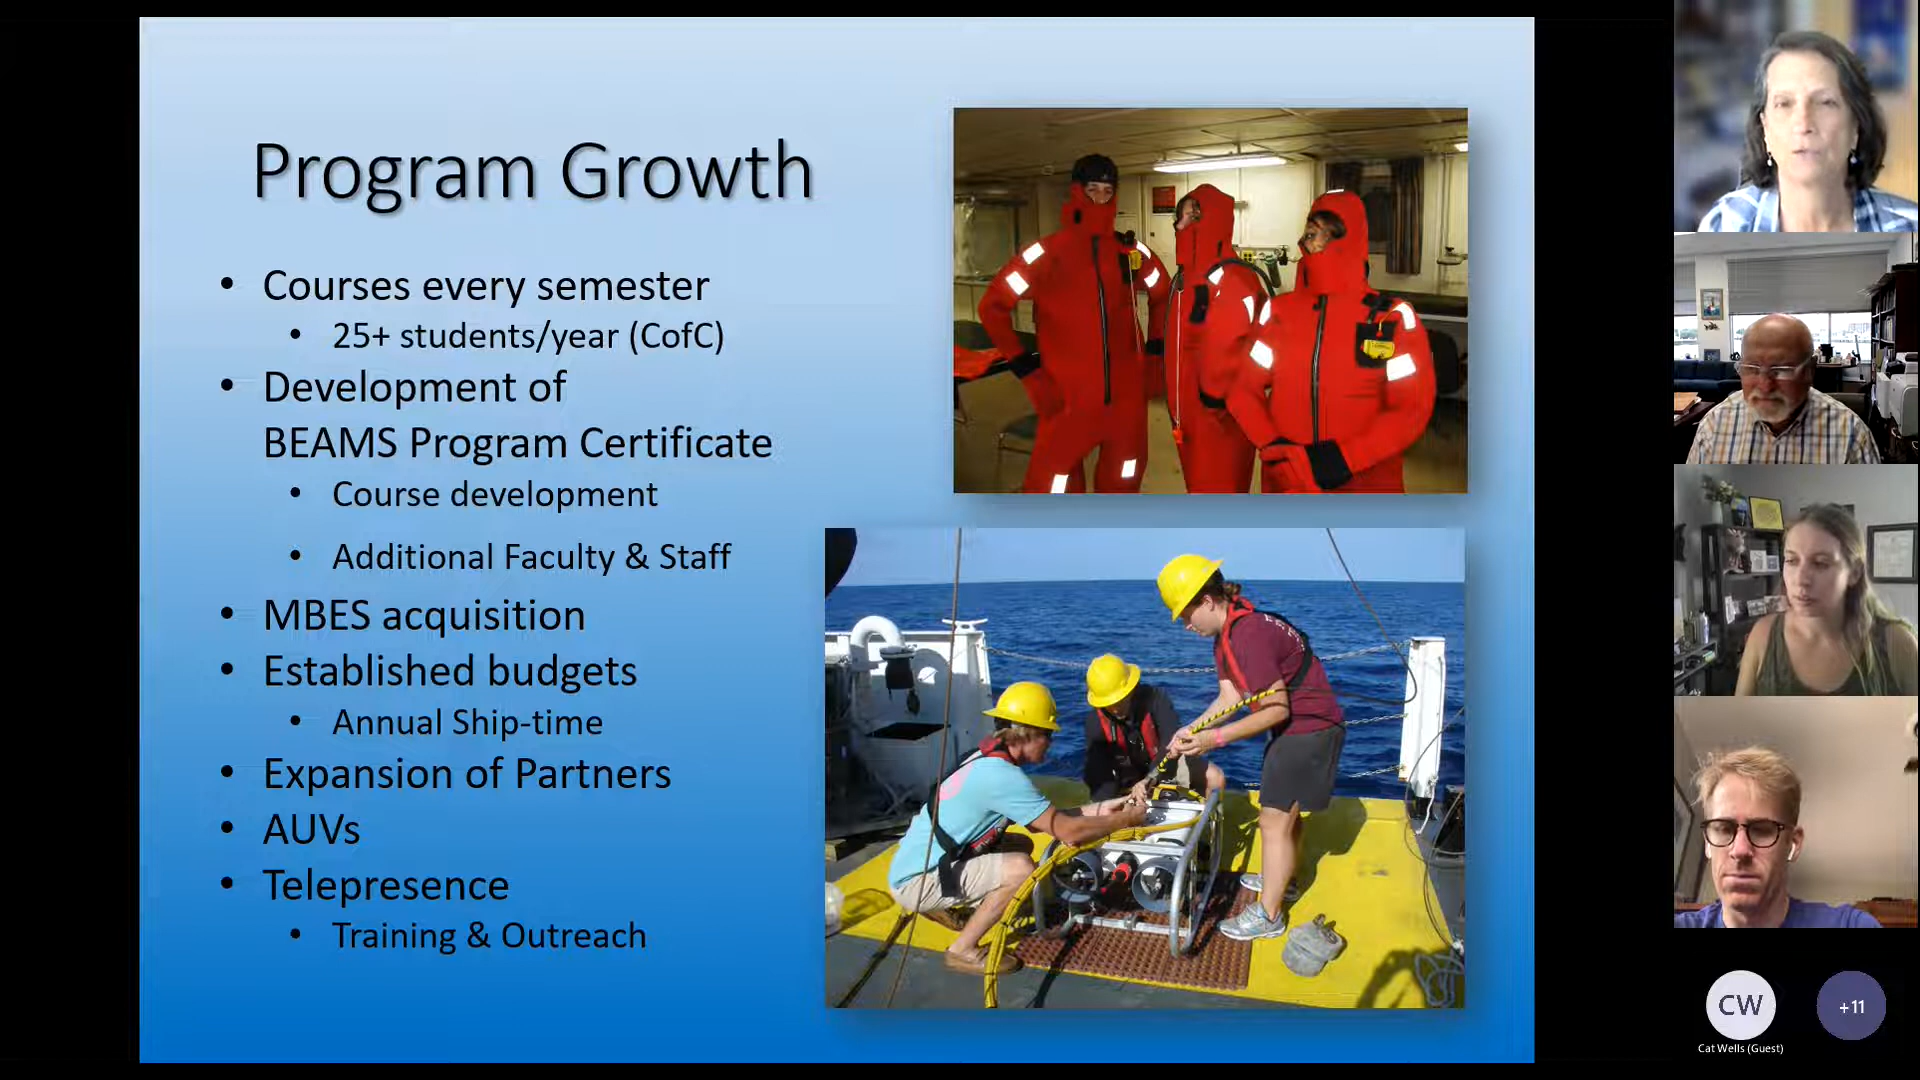 Program Growth
• Courses every semester
• 25+ students/year (CofC)
• Development of
BEAMS Program Certificate
• Course development
• Additional Faculty & Staff
• MBES acquisition
• Established budgets
• Annual Ship-time
• Expansion of Partners
• AUVs
• Telepresence
• Training & Outreach
CW
+11
Cat Wells (Guest)